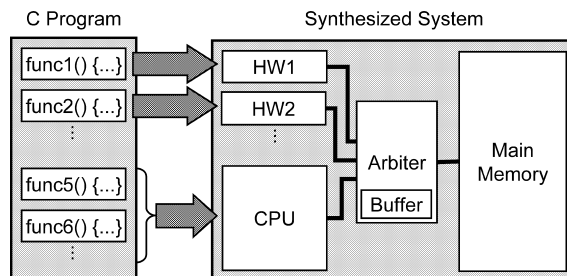 C Program
Synthesized System
func1() {...}
func2() {...}
⋮
func5() {...}
func6() {...}
⋮
HW1
HW2
⋮
CPU
Arbiter
Buffer
Main
Memory